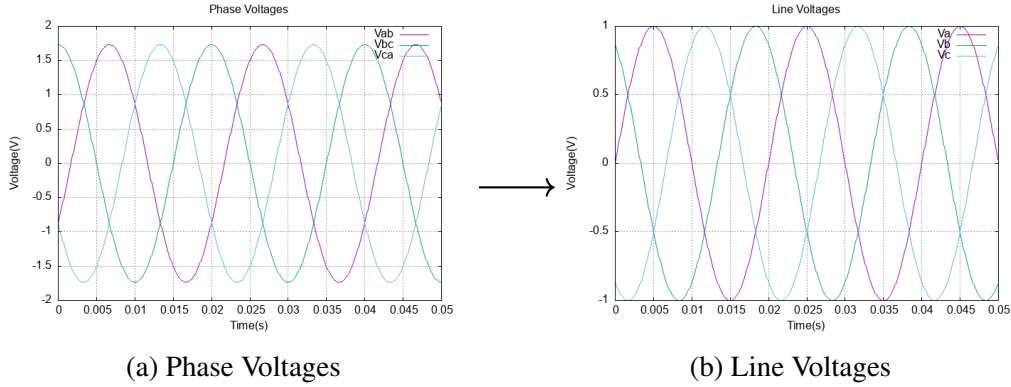 Phase Voltages
2
1.5
1
0.5
0
-0.5
-1
-1.5
-2
Voltage(V)
Vab
Vbc
Vca
0 0.005 0.01 0.015 0.02 0.025 0.03 0.035 0.04 0.045 0.05
Time(s)
(a) Phase Voltages
Line Voltages
1
0.5
0
-0.5
-1
Voltage(V)
Va
Vb
Vc
0 0.005 0.01 0.015 0.02 0.025 0.03 0.035 0.04 0.045 0.05
Time(s)
(b) Line Voltages